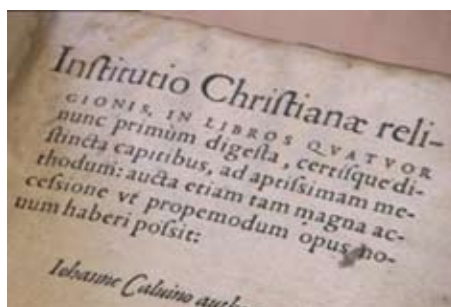 Inſtitutio Chriſtianæ reli-
GIONIS, IN LIBROS QVATVOR
nunc primùm digeſta, certiſque di-
ſtincta capitibus, ad aptiſsimam me-
thodum: aucta etiam tam magna ac-
ceſsione vt propemodum opus no-
uum haberi poſsit:
Iohanne Caluino authore